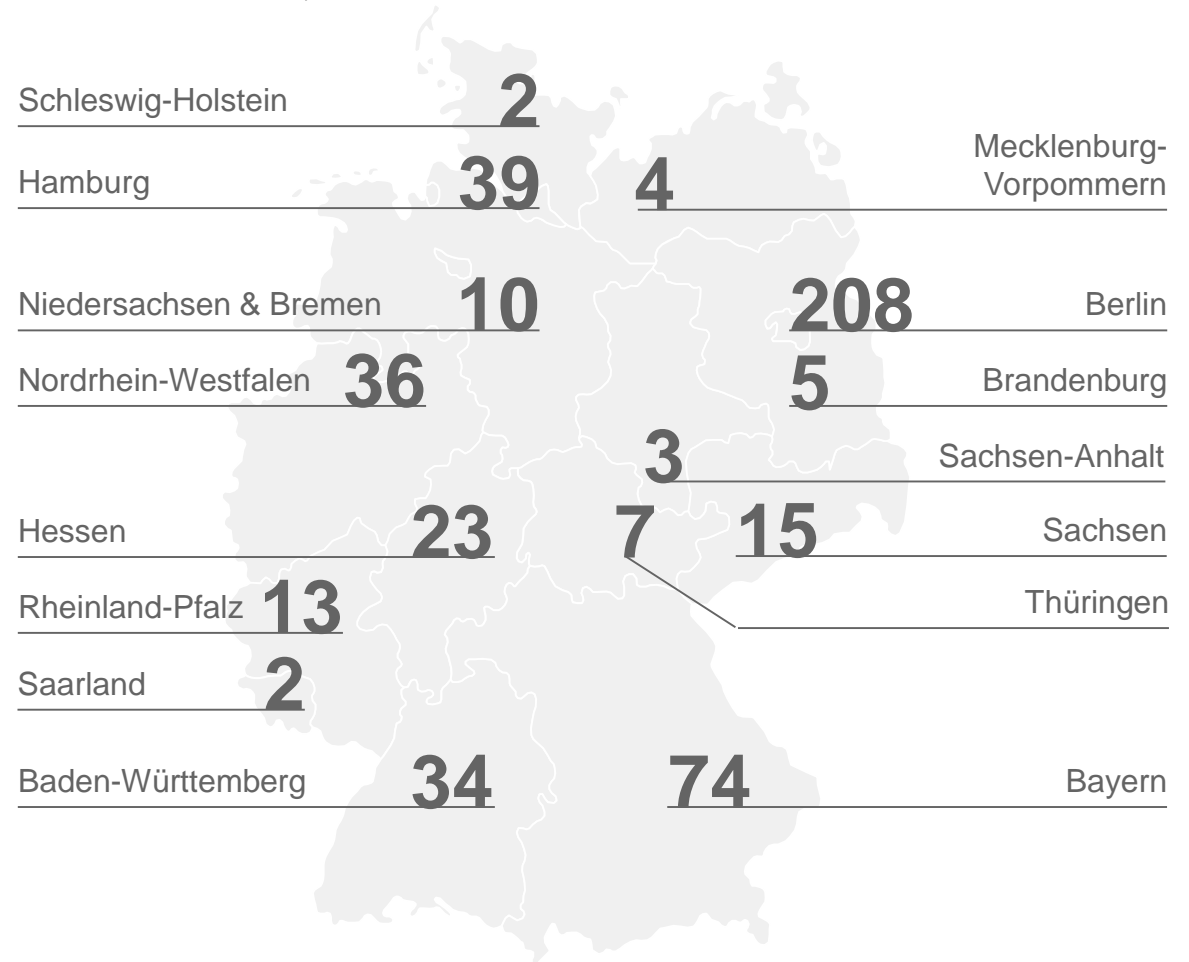 Schleswig-Holstein 2
Hamburg 39
4 Mecklenburg-
Vorpommern
Niedersachsen & Bremen 10
208 Berlin
Nordrhein-Westfalen 36
5 Brandenburg
3 Sachsen-Anhalt
Hessen 23
7
15 Sachsen
Rheinland-Pfalz 13
Thüringen
Saarland 2
Baden-Württemberg 34
74 Bayern